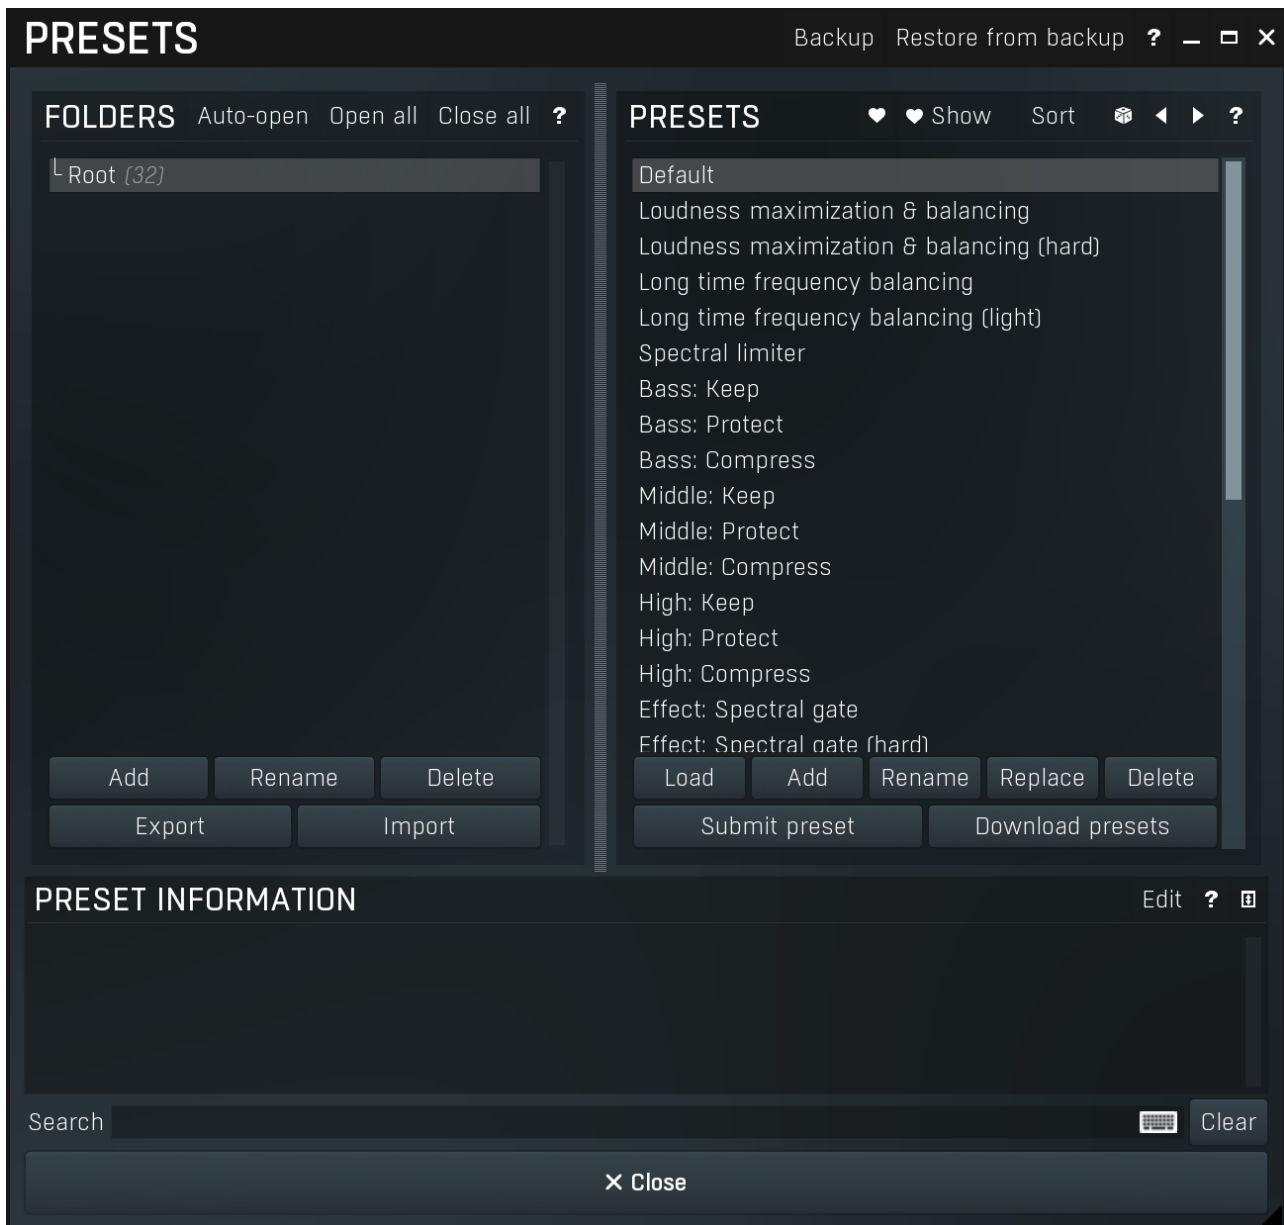 PRESETS Backup Restore from backup ?
FOLDERS Auto-open Open all Close all ?
Root (32)
Add Rename Delete
Export Import
PRESETS Show Sort ?
Default
Loudness maximization & balancing
Loudness maximization & balancing (hard)
Long time frequency balancing
Long time frequency balancing (light)
Spectral limiter
Bass: Keep
Bass: Protect
Bass: Compress
Middle: Keep
Middle: Protect
Middle: Compress
High: Keep
High: Protect
High: Compress
Effect: Spectral gate
Effect: Spectral gate (hard)
Load Add Rename Replace Delete
Submit preset Download presets
PRESET INFORMATION Edit ?
Search Clear
Close